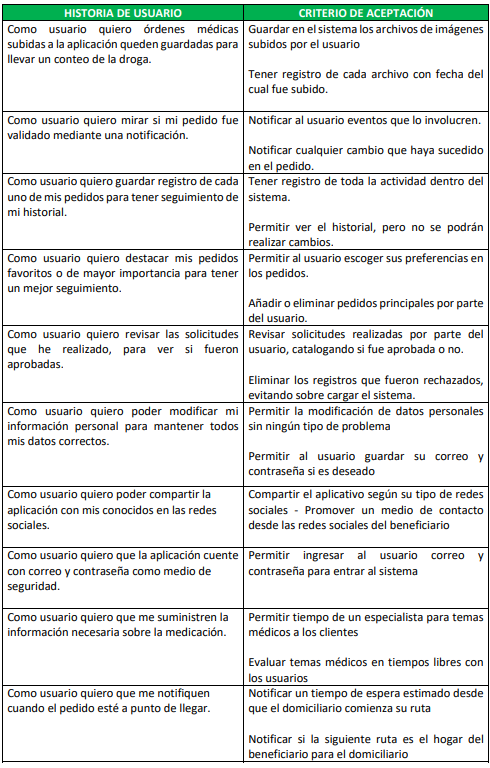 HISTORIA DE USUARIO
CRITERIO DE ACEPTACIÓN
Como usuario quiero órdenes médicas
subidas a la aplicación queden guardadas para
llevar un conteo de la droga.
Guardar en el sistema los archivos de imágenes
subidos por el usuario
Tener registro de cada archivo con fecha del
cual fue subido.
Como usuario quiero mirar si mi pedido fue
validado mediante una notificación.
Notificar al usuario eventos que lo involucren.
Notificar cualquier cambio que haya sucedido
en el pedido.
Como usuario quiero guardar registro de cada
uno de mis pedidos para tener seguimiento de
mi historial.
Tener registro de toda la actividad dentro del
sistema.
Permitir ver el historial, pero no se podrán
realizar cambios.
Como usuario quiero destacar mis pedidos
favoritos o de mayor importancia para tener
un mejor seguimiento.
Permitir al usuario escoger sus preferencias en
los pedidos.
Añadir o eliminar pedidos principales por parte
del usuario.
Como usuario quiero revisar las solicitudes
que he realizado, para ver si fueron
aprobadas.
Revisar solicitudes realizadas por parte del
usuario, catalogando si fue aprobada o no.
Eliminar los registros que fueron rechazados,
evitando sobre cargar el sistema.
Como usuario quiero poder modificar mi
información personal para mantener todos
mis datos correctos.
Permitir la modificación de datos personales
sin ningún tipo de problema
Permitir al usuario guardar su correo y
contraseña si es deseado
Como usuario quiero poder compartir la
aplicación con mis conocidos en las redes
sociales.
Compartir el aplicativo según su tipo de redes
sociales - Promover un medio de contacto
desde las redes sociales del beneficiario
Como usuario quiero que la aplicación cuente
con correo y contraseña como medio de
seguridad.
Permitir ingresar al usuario correo y
contraseña para entrar al sistema
Como usuario quiero que me suministren la
información necesaria sobre la medicación.
Permitir tiempo de un especialista para temas
médicos a los clientes
Evaluar temas médicos en tiempos libres con
los usuarios
Como usuario quiero que me notifiquen
cuando el pedido esté a punto de llegar.
Notificar un tiempo de espera estimado desde
que el domiciliario comienza su ruta
Notificar si la siguiente ruta es el hogar del
beneficiario para el domiciliario